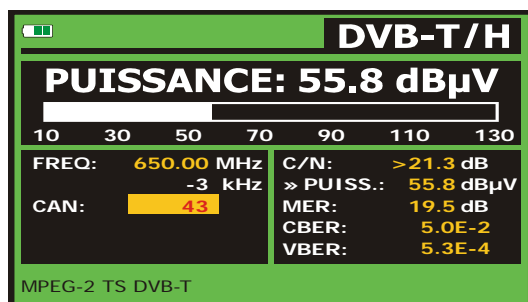 DVB-T/H
PUISSANCE: 55.8 dBµV
10 30 50 70 90 110 130
FREQ: 650.00 MHz
-3 kHz
CAN: 43
C/N: >21.3 dB
» PUISS.: 55.8 dBµV
MER: 19.5 dB
CBER: 5.0E-2
VBER: 5.3E-4
MPEG-2 TS DVB-T